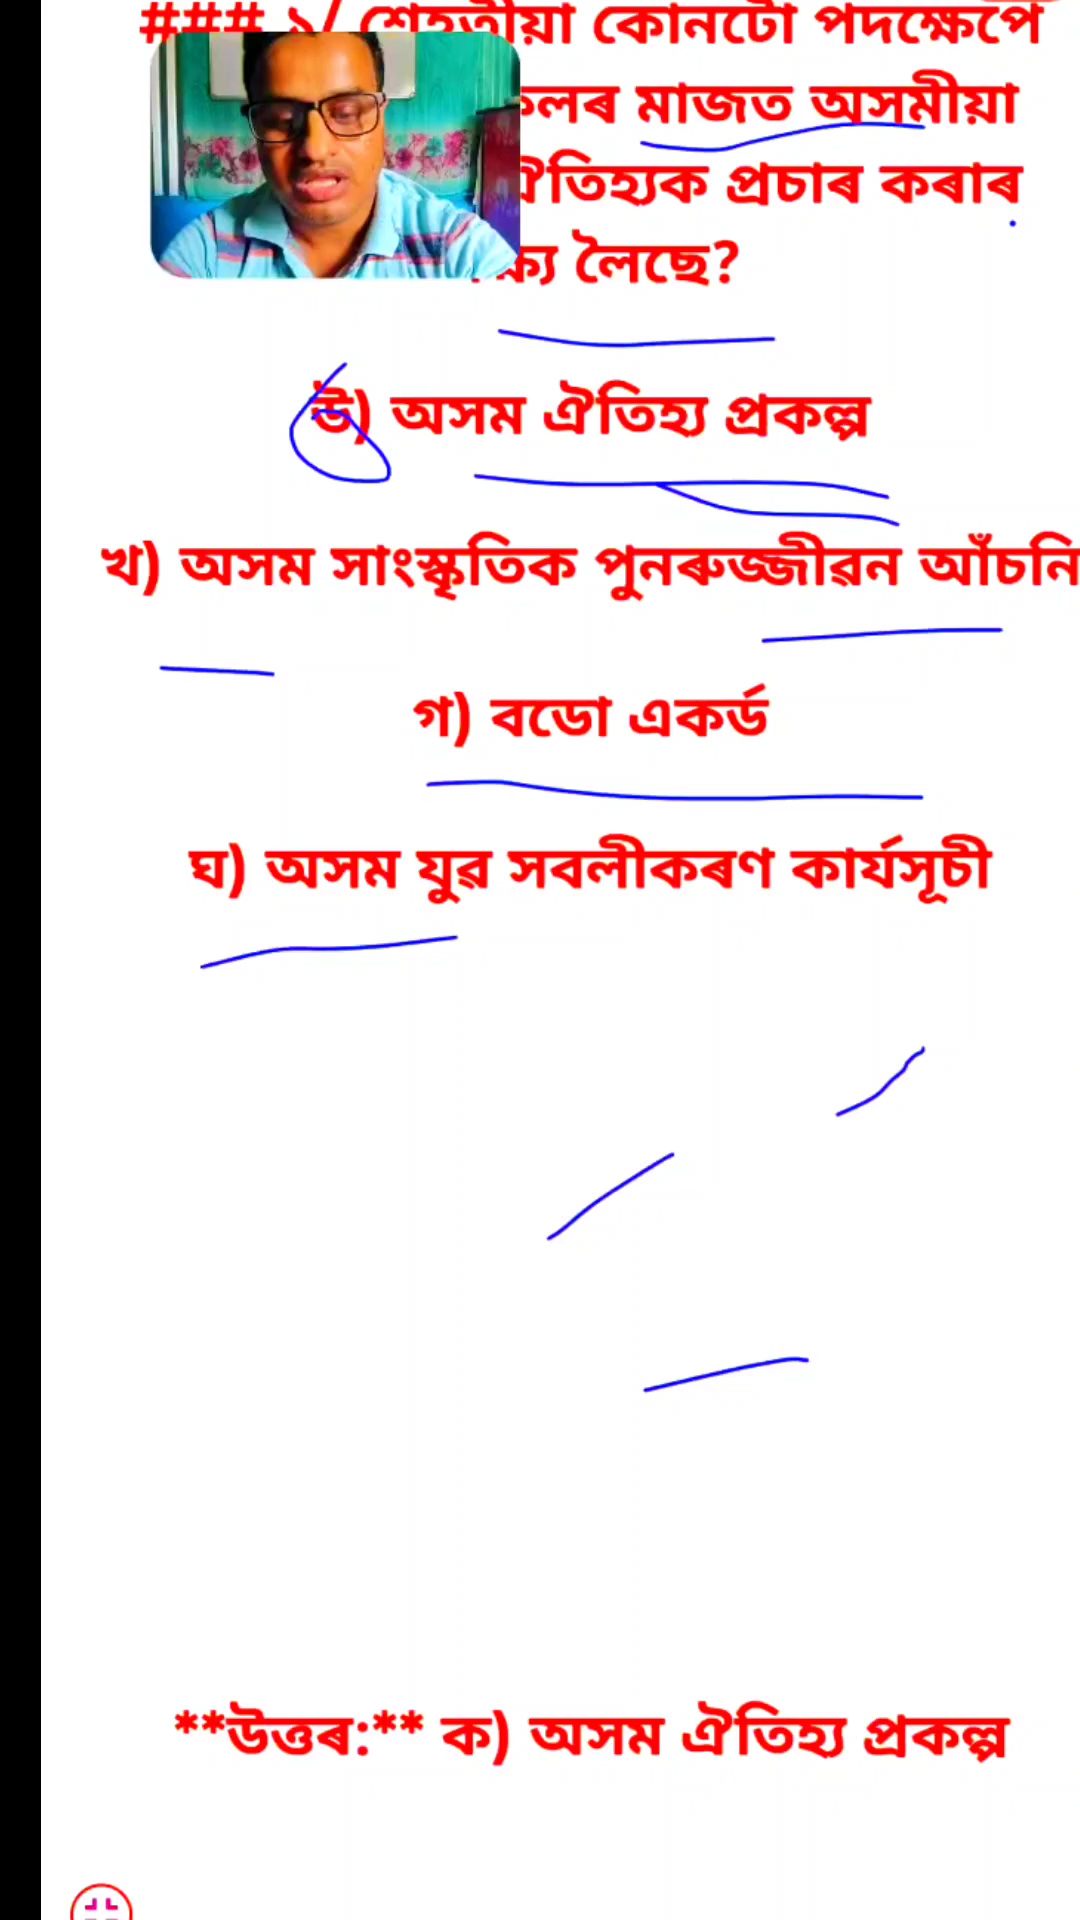 ### ১/ শেহতীয়া কোনটো পদক্ষেপে
মাজত অসমীয়া
ঐতিহ্যক প্ৰচাৰ কৰাৰ
লৈছে?
উ) অসম ঐতিহ্য প্ৰকল্প
খ) অসম সাংস্কৃতিক পুনৰুজ্জীৱন আঁচনি
গ) বডো একৰ্ড
ঘ) অসম যুৱ সবলীকৰণ কাৰ্যসূচী
**উত্তৰ:** ক) অসম ঐতিহ্য প্ৰকল্প